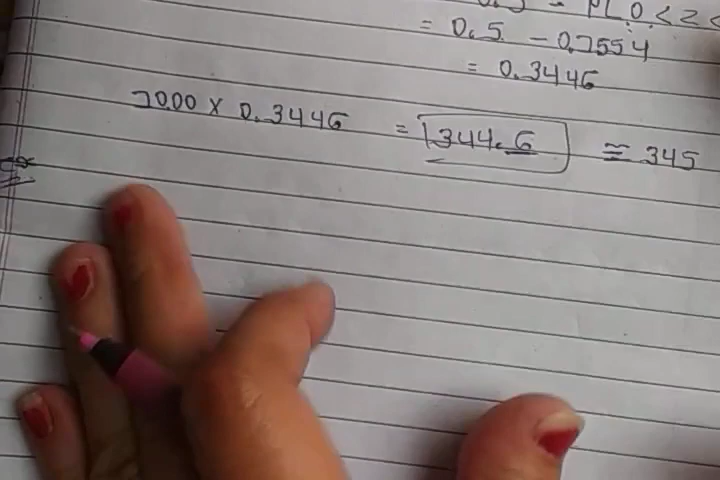 = 0.5 - 0.1554
= 0.3446
1000 x 0.3446 = 344.6 ≅ 345